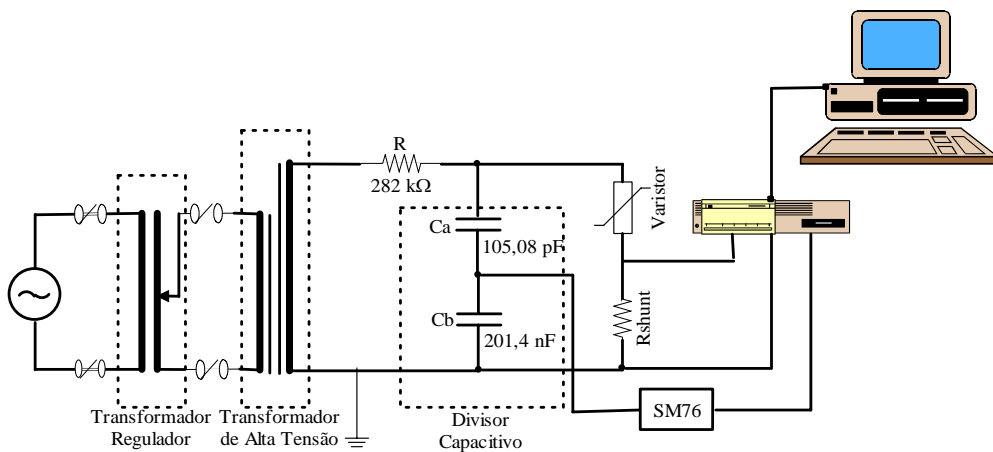 R
282 kΩ
Ca
105,08 pF
Cb
201,4 nF
Varistor
Rshunt
SM76
Transformador
Regulador
Transformador
de Alta Tensão
Divisor
Capacitivo